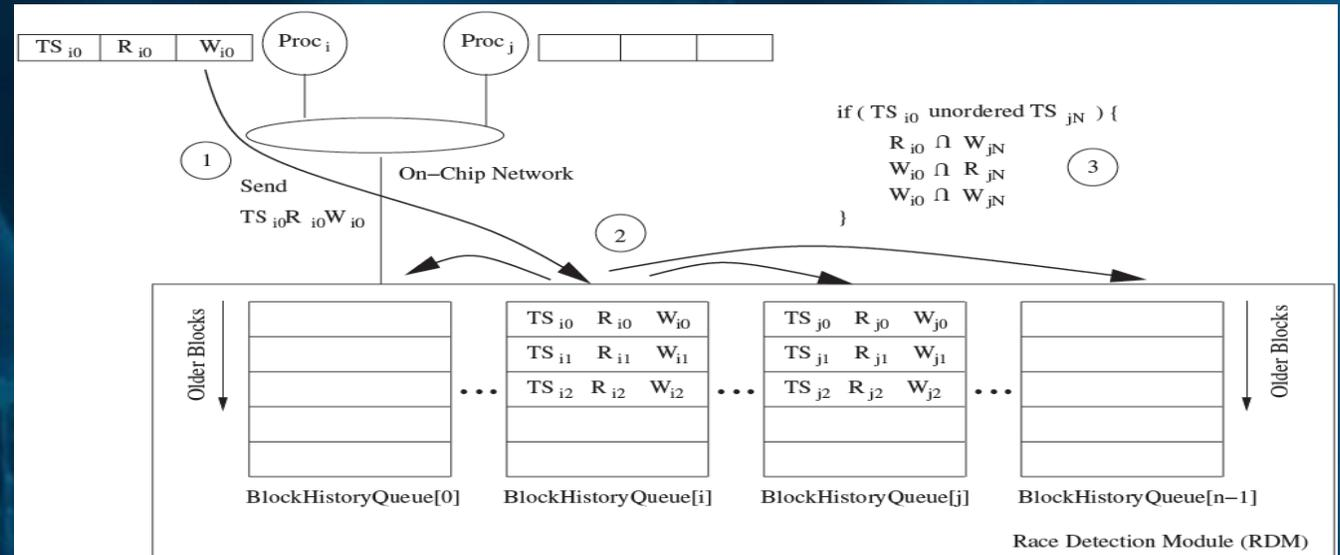 TS i0 R i0 W i0
Proc i
Proc j
if ( TS i0 unordered TS jN ) {
R i0 ∩ W jN
W i0 ∩ R jN
W i0 ∩ W jN
}
3
1
Send
TS i0 R i0 W i0
On–Chip Network
2
Older Blocks
TS i0 R i0 W i0
TS i1 R i1 W i1
TS i2 R i2 W i2
TS j0 R j0 W j0
TS j1 R j1 W j1
TS j2 R j2 W j2
... ... ...
Older Blocks
BlockHistoryQueue[0] BlockHistoryQueue[i] BlockHistoryQueue[j] BlockHistoryQueue[n–1]
Race Detection Module (RDM)